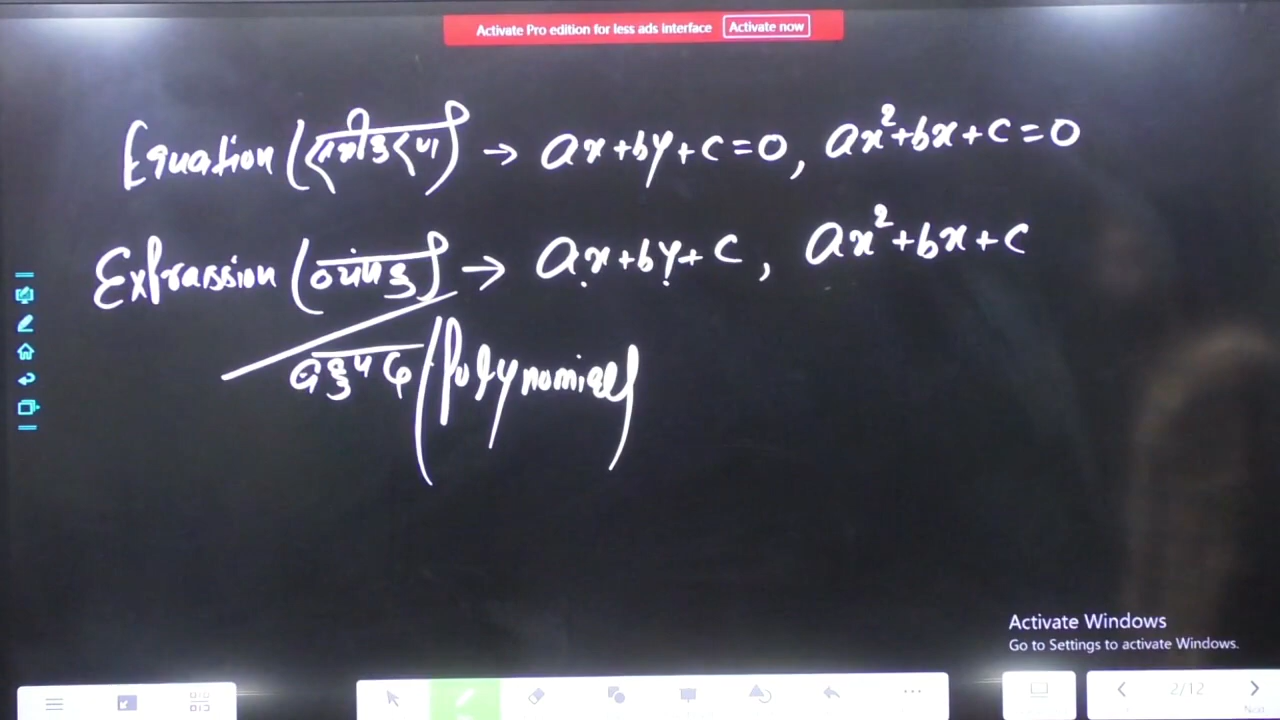 Activate Pro edition for less ads interface Activate now
Equation (समीकरण) → ax+by+c=0, ax²+bx+c=0
Expression (व्यंजक) → ax+by+c, ax²+bx+c
बहुपद (Polynomial)
Activate Windows
Go to Settings to activate Windows.
2/12
Next